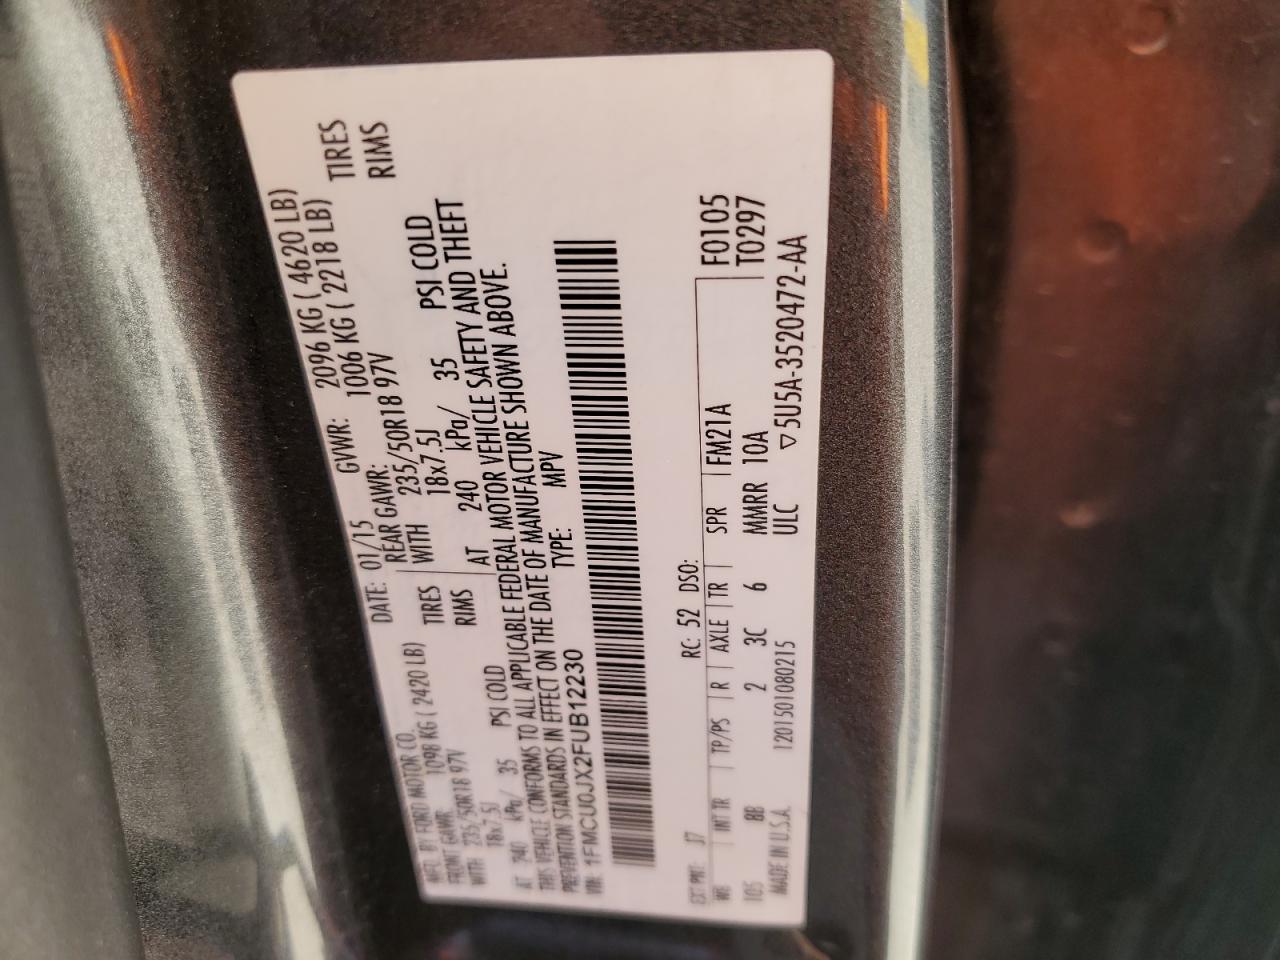 MFD. BY FORD MOTOR CO. DATE: 01/15 GVWR: 2096 KG ( 4620 LB)
FRONT GAWR: 1098 KG ( 2420 LB) REAR GAWR: 1006 KG ( 2218 LB)
WITH 235/50R18 97V TIRES WITH 235/50R18 97V TIRES
18x7.5J RIMS 18x7.5J RIMS
AT 240 kPa/ 35 PSI COLD AT 240 kPa/ 35 PSI COLD
THIS VEHICLE CONFORMS TO ALL APPLICABLE FEDERAL MOTOR VEHICLE SAFETY AND THEFT
PREVENTION STANDARDS IN EFFECT ON THE DATE OF MANUFACTURE SHOWN ABOVE.
VIN: 1FMCU0JX2FUB12230 TYPE: MPV
EXT PNT: J7 RC: 52 DSO: F0105
WB INT TR TP/PS R AXLE TR SPR FM21A T0297
105 BB 2 3C 6 MMRR 10A
MADE IN U.S.A. 1201501080215 ULC ▽5U5A-3520472-AA